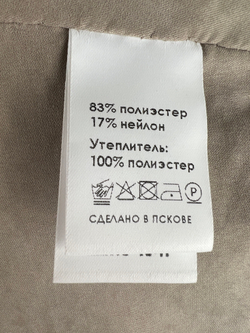 83% полиэстер
17% нейлон
Утеплитель:
100% полиэстер
СДЕЛАНО В ПСКОВЕ